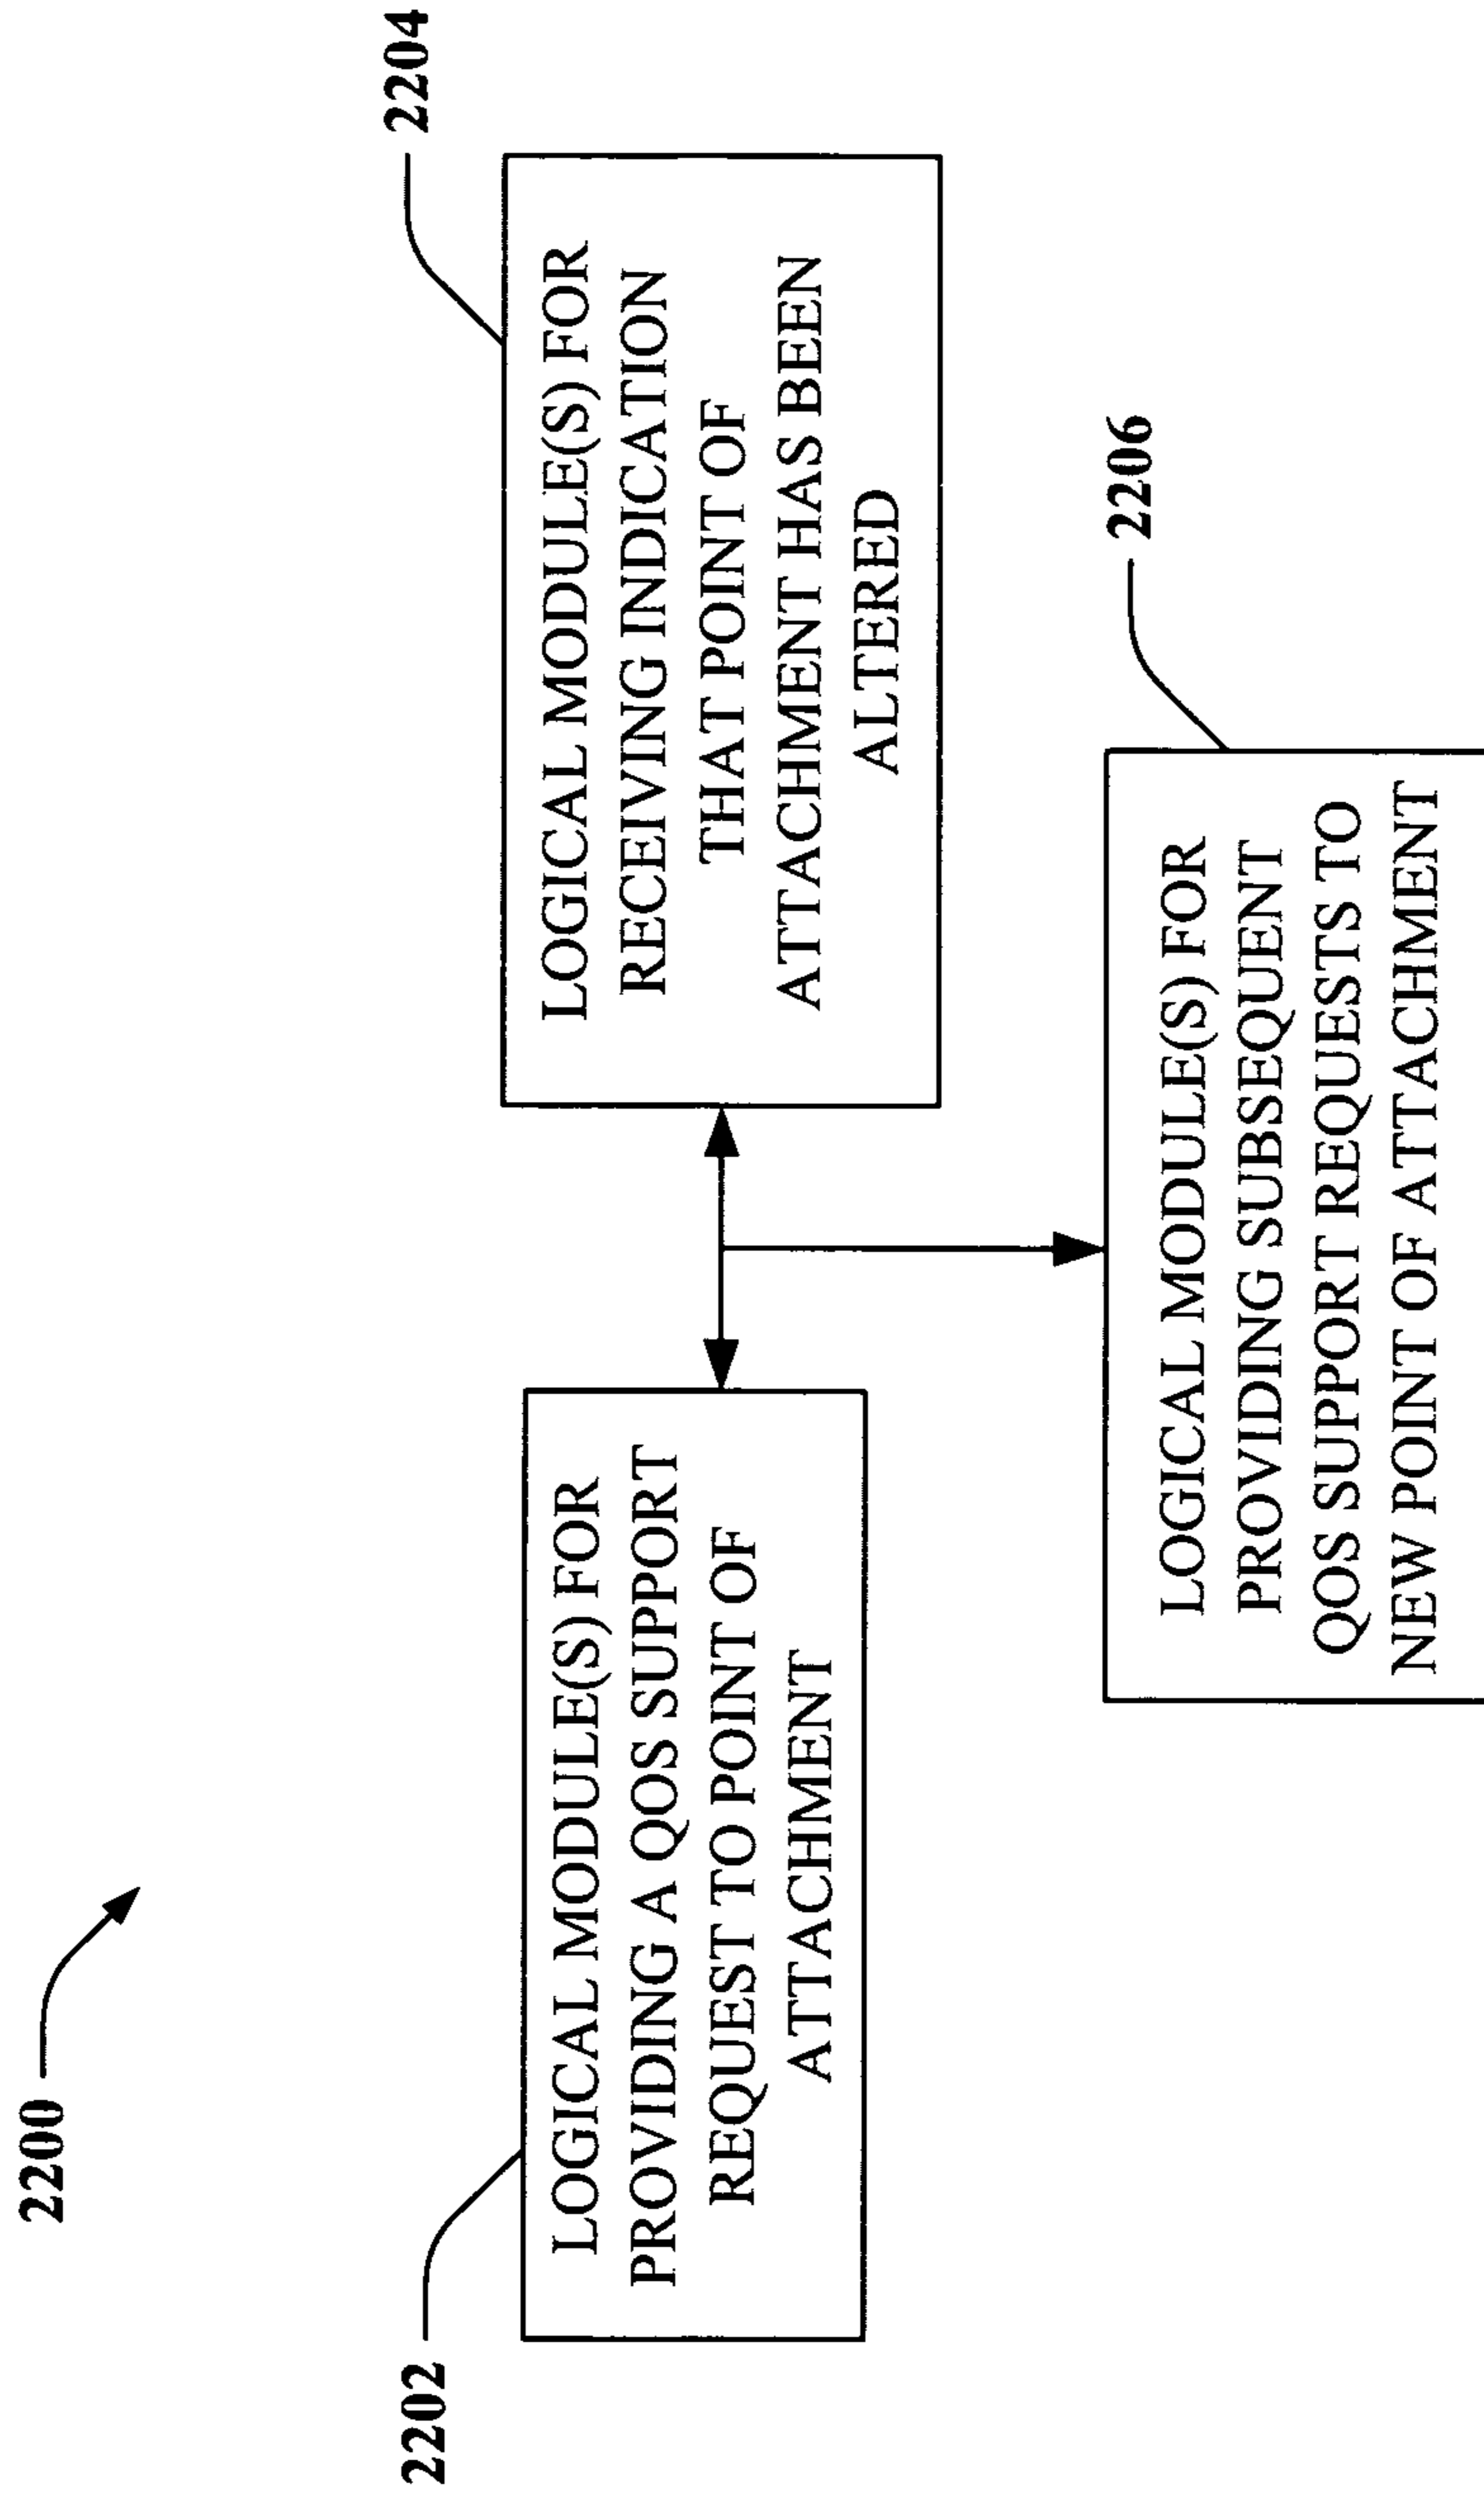 2200
2202
LOGICAL MODULE(S) FOR
PROVIDING A QOS SUPPORT
REQUEST TO POINT OF
ATTACHMENT
2204
LOGICAL MODULE(S) FOR
RECEIVING INDICATION
THAT POINT OF
ATTACHMENT HAS BEEN
ALTERED
2206
LOGICAL MODULE(S) FOR
PROVIDING SUBSEQUENT
QOS SUPPORT REQUESTS TO
NEW POINT OF ATTACHMENT